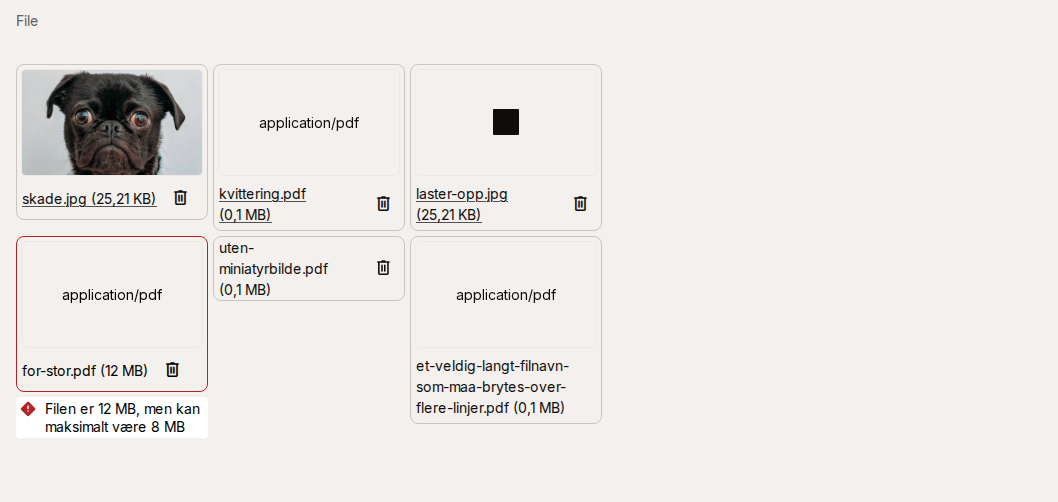 File
skade.jpg (25,21 KB)
application/pdf
kvittering.pdf
(0,1 MB)
laster-opp.jpg
(25,21 KB)
application/pdf
for-stor.pdf (12 MB)
Filen er 12 MB, men kan
maksimalt være 8 MB
uten-
miniatyrbilde.pdf
(0,1 MB)
application/pdf
et-veldig-langt-filnavn-
som-maa-brytes-over-
flere-linjer.pdf (0,1 MB)